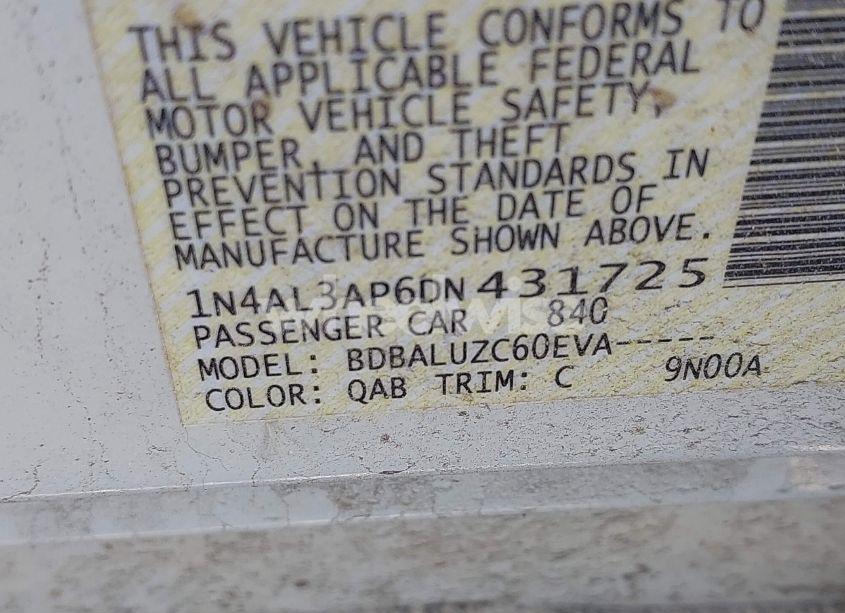 THIS VEHICLE CONFORMS TO
ALL APPLICABLE FEDERAL
MOTOR VEHICLE SAFETY,
BUMPER, AND THEFT
PREVENTION STANDARDS IN
EFFECT ON THE DATE OF
MANUFACTURE SHOWN ABOVE.
1N4AL3AP6DN431725
PASSENGER CAR 840
MODEL: BDBALUZC60EVA-----
COLOR: QAB TRIM: C 9N00A